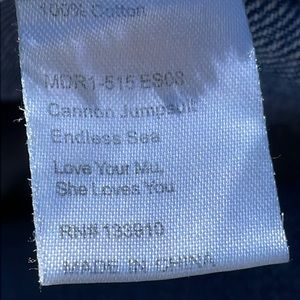 100% Cotton
MDR1-515 ES08
Cannon Jumpsuit
Endless Sea
Love Your Mu,
She Loves You
RN# 133910
MADE IN CHINA